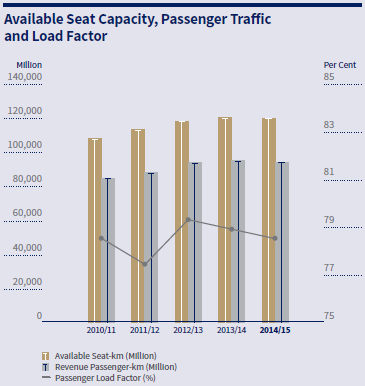 Available Seat Capacity, Passenger Traffic
and Load Factor
Million Per Cent
140,000 85
120,000 83
100,000
80,000 81
60,000 79
40,000
20,000 77
0 75
2010/11 2011/12 2012/13 2013/14 2014/15
Available Seat-km (Million)
Revenue Passenger-km (Million)
Passenger Load Factor (%)